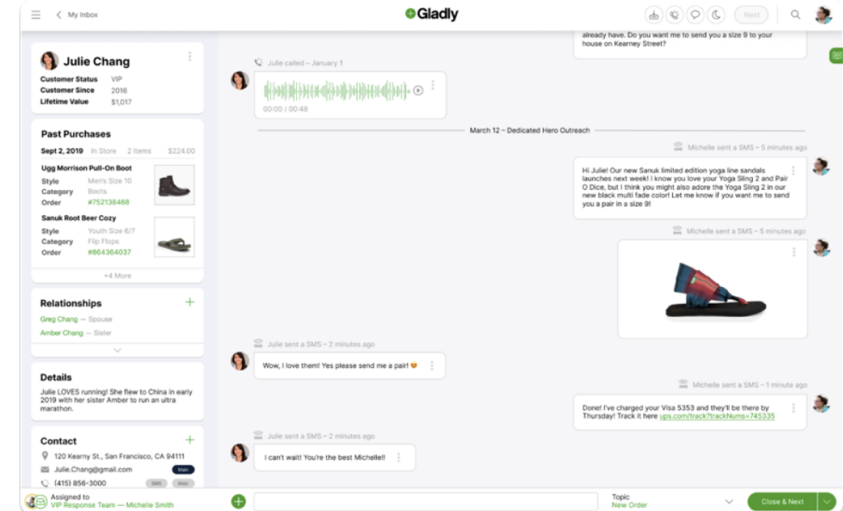 My Inbox
Gladly
Next
Julie Chang
Customer Status VIP
Customer Since 2016
Lifetime Value $1,017
Past Purchases
Sept 2, 2019 In Store 2 items $224.00
Ugg Morrison Pull-On Boot
Style Men's Size 10
Category Boots
Order #752138468
Sanuk Root Beer Cozy
Style Youth Size 6/7
Category Flip Flops
Order #864364037
+4 More
Relationships
Greg Chang — Spouse
Amber Chang — Sister
Details
Julie LOVES running! She flew to China in early
2019 with her sister Amber to run an ultra
marathon.
Contact
120 Kearny St., San Francisco, CA 94111
Julie.Chang@gmail.com Main
(415) 856-3000 SMS Main
already have. Do you want me to send you a size 9 to your
house on Kearney Street?
Julie called – January 1
00:00 / 00:48
March 12 – Dedicated Hero Outreach
Michelle sent a SMS – 5 minutes ago
Hi Julie! Our new Sanuk limited edition yoga line sandals
launches next week! I know you love your Yoga Sling 2 and Pair
O Dice, but I think you might also adore the Yoga Sling 2 in our
new black multi fade color! Let me know if you want me to send
you a pair in a size 9!
Michelle sent a SMS – 5 minutes ago
Julie sent a SMS – 2 minutes ago
Wow, I love them! Yes please send me a pair! 😍
Michelle sent a SMS – 1 minute ago
Done! I've charged your Visa 5353 and they'll be there by
Thursday! Track it here ups.com/track?trackNums=745335
Julie sent a SMS – 2 minutes ago
I can't wait! You're the best Michelle!!
Assigned to
VIP Response Team — Michelle Smith
Topic
New Order
Close & Next